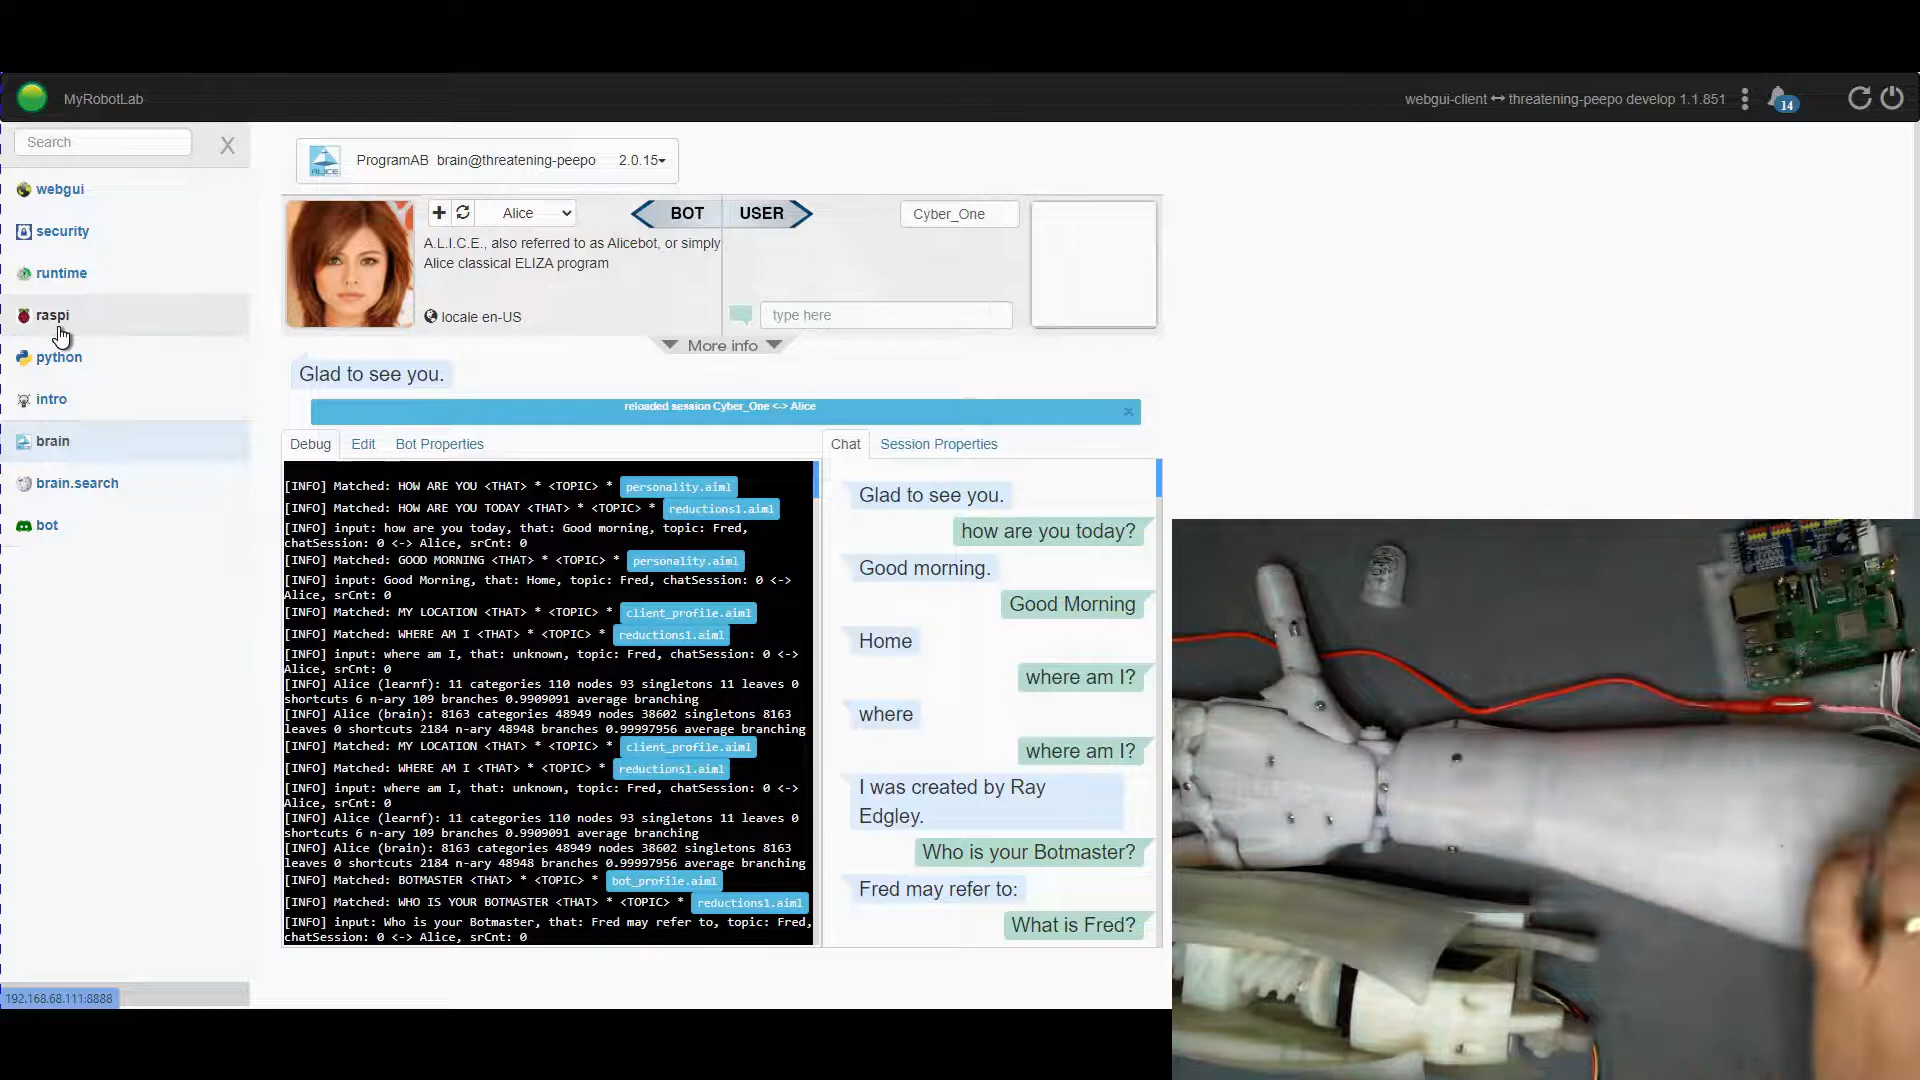 MyRobotLab
webgui-client ↔ threatening-peepo develop 1.1.851
14
Search
X
webgui
security
runtime
raspi
python
intro
brain
brain.search
bot
192.168.68.111:8888
ALICE
ProgramAB brain@threatening-peepo 2.0.15
Alice
BOT
USER
Cyber_One
A.L.I.C.E., also referred to as Alicebot, or simply
Alice classical ELIZA program
locale en-US
type here
More info
Glad to see you.
reloaded session Cyber_One <-> Alice
×
Debug Edit Bot Properties
[INFO] Matched: HOW ARE YOU <THAT> * <TOPIC> * personality.aiml
[INFO] Matched: HOW ARE YOU TODAY <THAT> * <TOPIC> * reductions1.aiml
[INFO] input: how are you today, that: Good morning, topic: Fred,
chatSession: 0 <-> Alice, srCnt: 0
[INFO] Matched: GOOD MORNING <THAT> * <TOPIC> * personality.aiml
[INFO] input: Good Morning, that: Home, topic: Fred, chatSession: 0 <->
Alice, srCnt: 0
[INFO] Matched: MY LOCATION <THAT> * <TOPIC> * client_profile.aiml
[INFO] Matched: WHERE AM I <THAT> * <TOPIC> * reductions1.aiml
[INFO] input: where am I, that: unknown, topic: Fred, chatSession: 0 <->
Alice, srCnt: 0
[INFO] Alice (learnf): 11 categories 110 nodes 93 singletons 11 leaves 0
shortcuts 6 n-ary 109 branches 0.9909091 average branching
[INFO] Alice (brain): 8163 categories 48949 nodes 38602 singletons 8163
leaves 0 shortcuts 2184 n-ary 48948 branches 0.99997956 average branching
[INFO] Matched: MY LOCATION <THAT> * <TOPIC> * client_profile.aiml
[INFO] Matched: WHERE AM I <THAT> * <TOPIC> * reductions1.aiml
[INFO] input: where am I, that: unknown, topic: Fred, chatSession: 0 <->
Alice, srCnt: 0
[INFO] Alice (learnf): 11 categories 110 nodes 93 singletons 11 leaves 0
shortcuts 6 n-ary 109 branches 0.9909091 average branching
[INFO] Alice (brain): 8163 categories 48949 nodes 38602 singletons 8163
leaves 0 shortcuts 2184 n-ary 48948 branches 0.99997956 average branching
[INFO] Matched: BOTMASTER <THAT> * <TOPIC> * bot_profile.aiml
[INFO] Matched: WHO IS YOUR BOTMASTER <THAT> * <TOPIC> * reductions1.aiml
[INFO] input: Who is your Botmaster, that: Fred may refer to, topic: Fred,
chatSession: 0 <-> Alice, srCnt: 0
Chat Session Properties
Glad to see you.
how are you today?
Good morning.
Good Morning
Home
where am I?
where
where am I?
I was created by Ray
Edgley.
Who is your Botmaster?
Fred may refer to:
What is Fred?